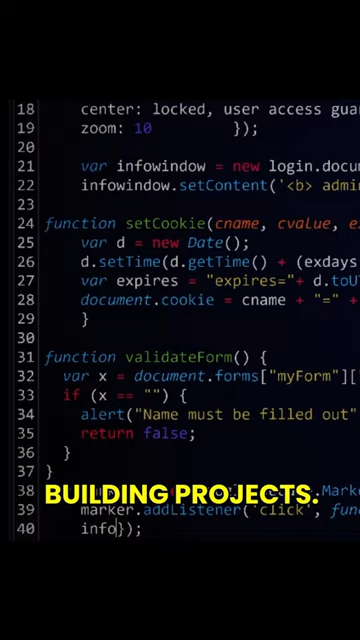 18 center: locked, user access gua
19 zoom: 10 });
20
21 var infowindow = new login.docum
22 infowindow.setContent('<b> admin
23
24 function setCookie(cname, cvalue, e
25 var d = new Date();
26 d.setTime(d.getTime() + (exdays
27 var expires = "expires="+ d.toU
28 document.cookie = cname + "=" +
29 }
30
31 function validateForm() {
32 var x = document.forms["myForm"]["
33 if (x == "") {
34 alert("Name must be filled out"
35 return false;
36 }
37 }
38 Mark
BUILDING PROJECTS.
39 marker.addListener('click', fun
40 info});